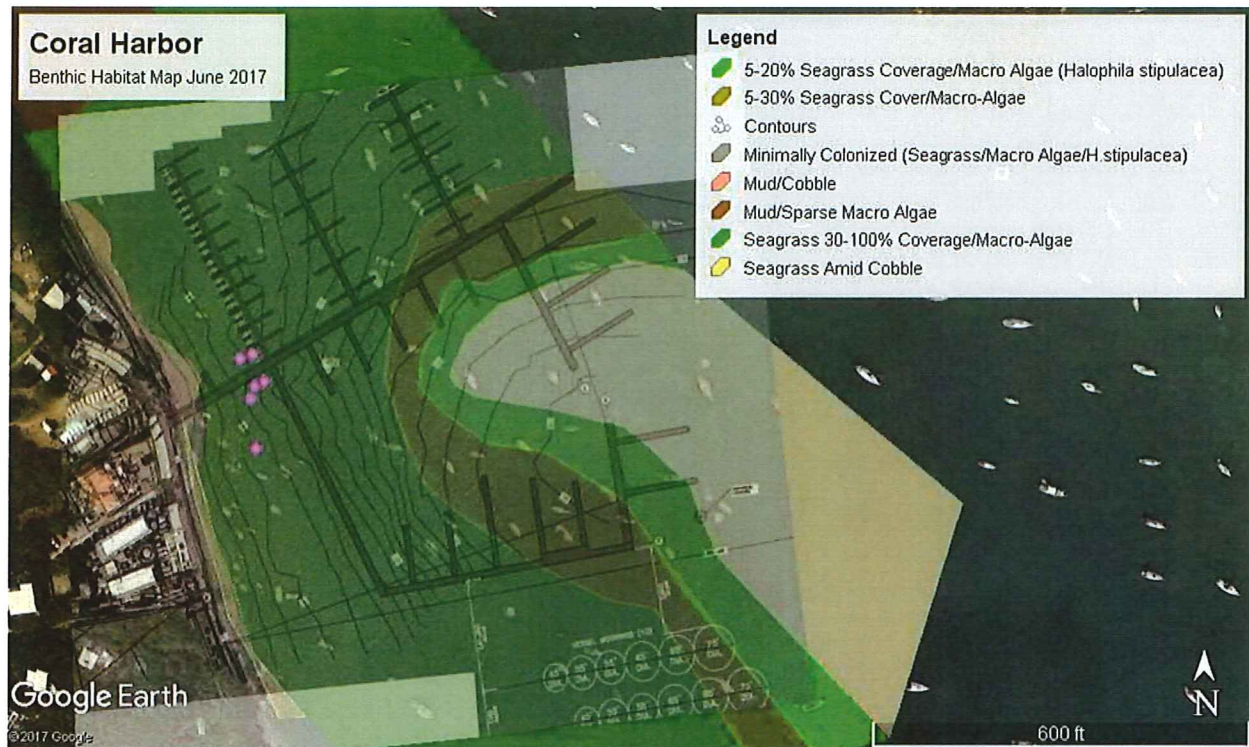 Coral Harbor
Benthic Habitat Map June 2017
Legend
5-20% Seagrass Coverage/Macro Algae (Halophila stipulacea)
5-30% Seagrass Cover/Macro-Algae
Contours
Minimally Colonized (Seagrass/Macro Algae/H.stipulacea)
Mud/Cobble
Mud/Sparse Macro Algae
Seagrass 30-100% Coverage/Macro-Algae
Seagrass Amid Cobble
Google Earth
©2017 Google
N
600 ft